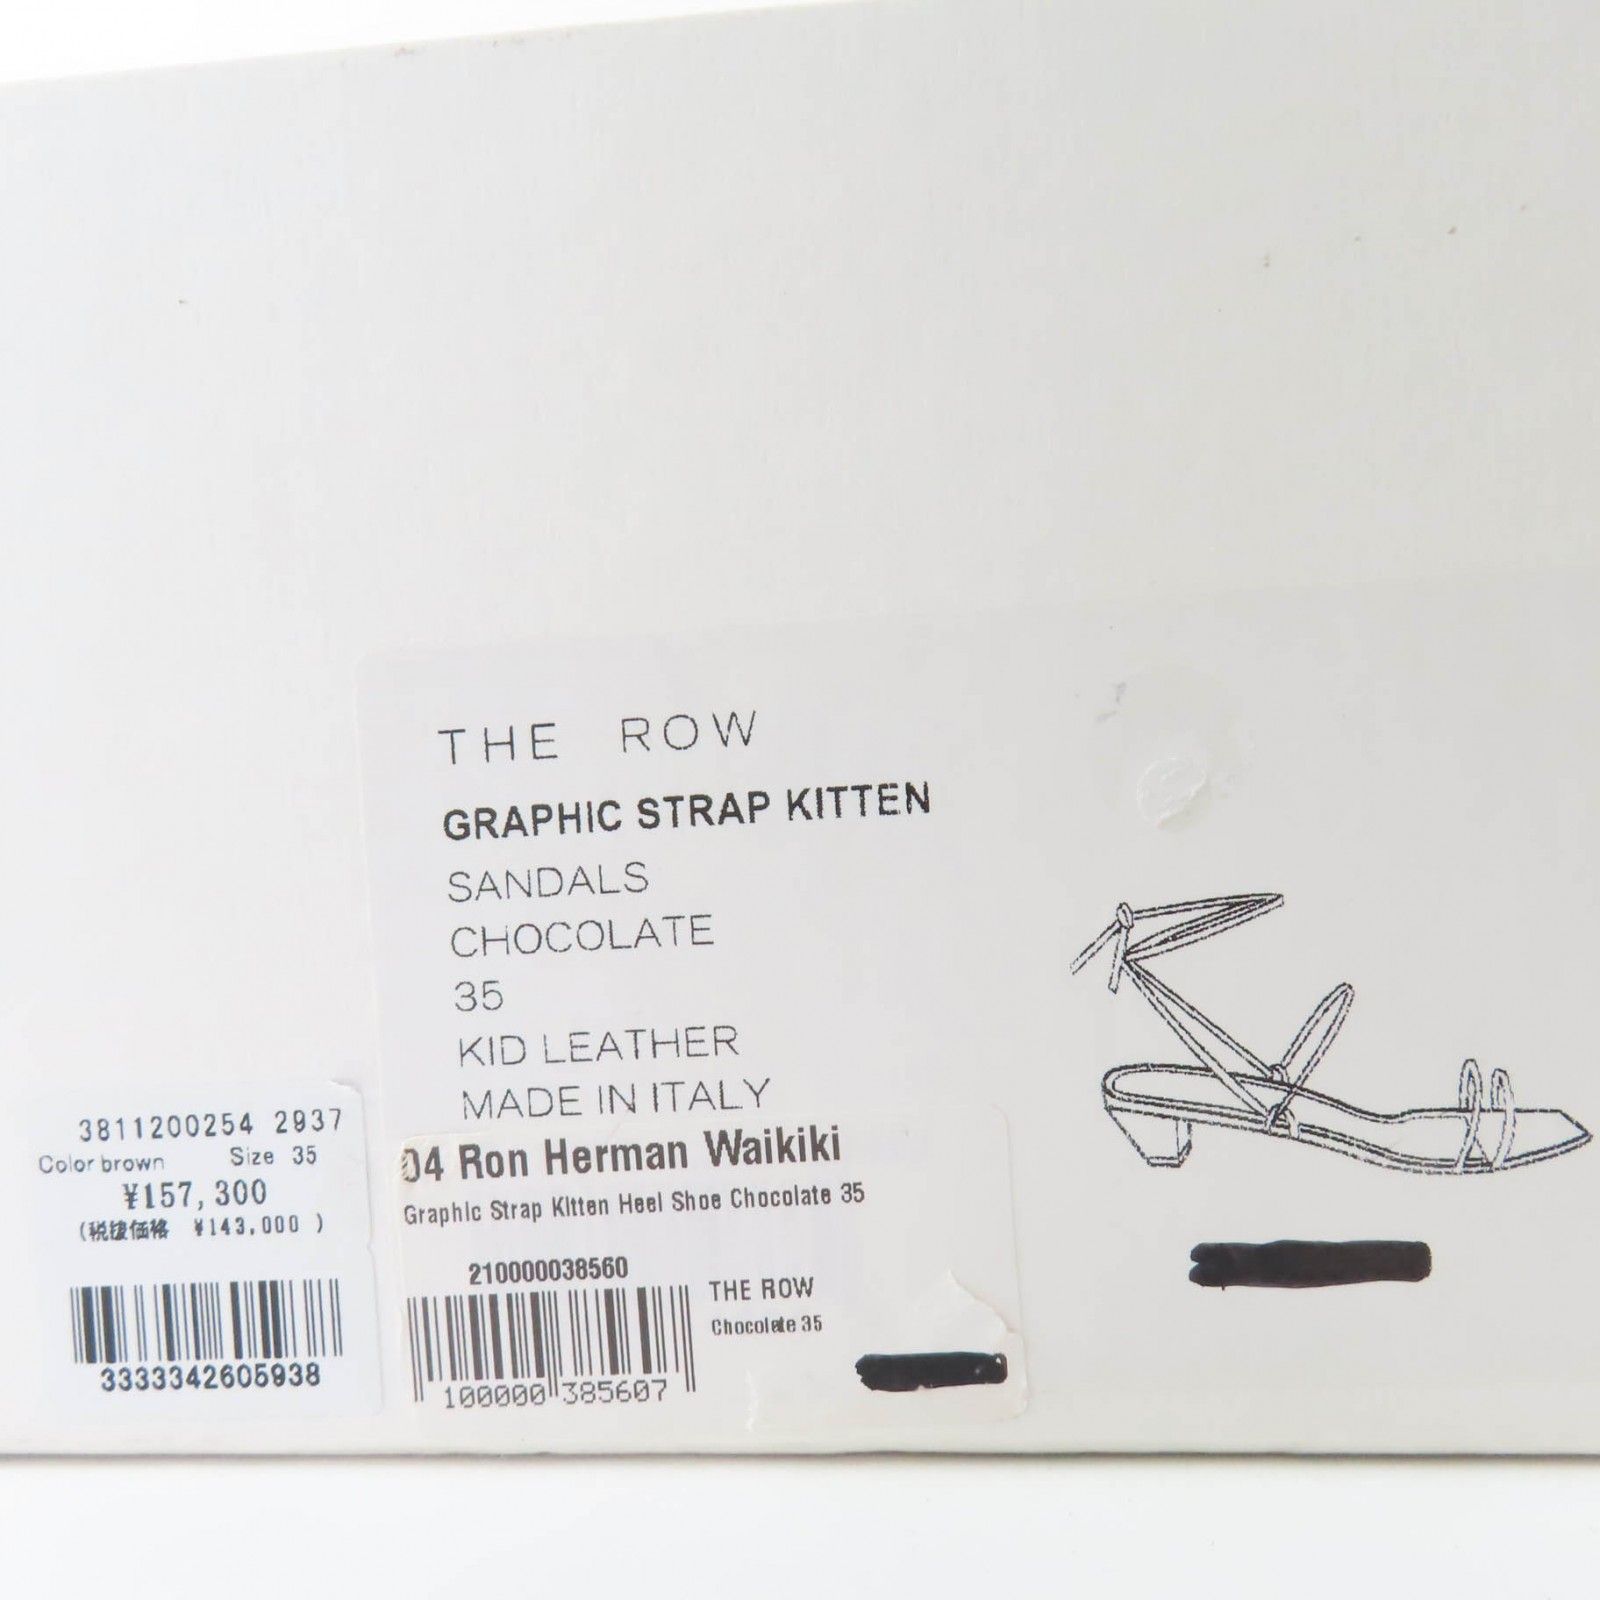 THE ROW
GRAPHIC STRAP KITTEN
SANDALS
CHOCOLATE
35
KID LEATHER
MADE IN ITALY
3811200254 2937
Color brown Size 35
¥157,300
(税抜価格 ¥143,000 )
3333342605938
04 Ron Herman Waikiki
Graphic Strap Kitten Heel Shoe Chocolate 35
210000038560
THE ROW
Chocolate 35
100000 385607